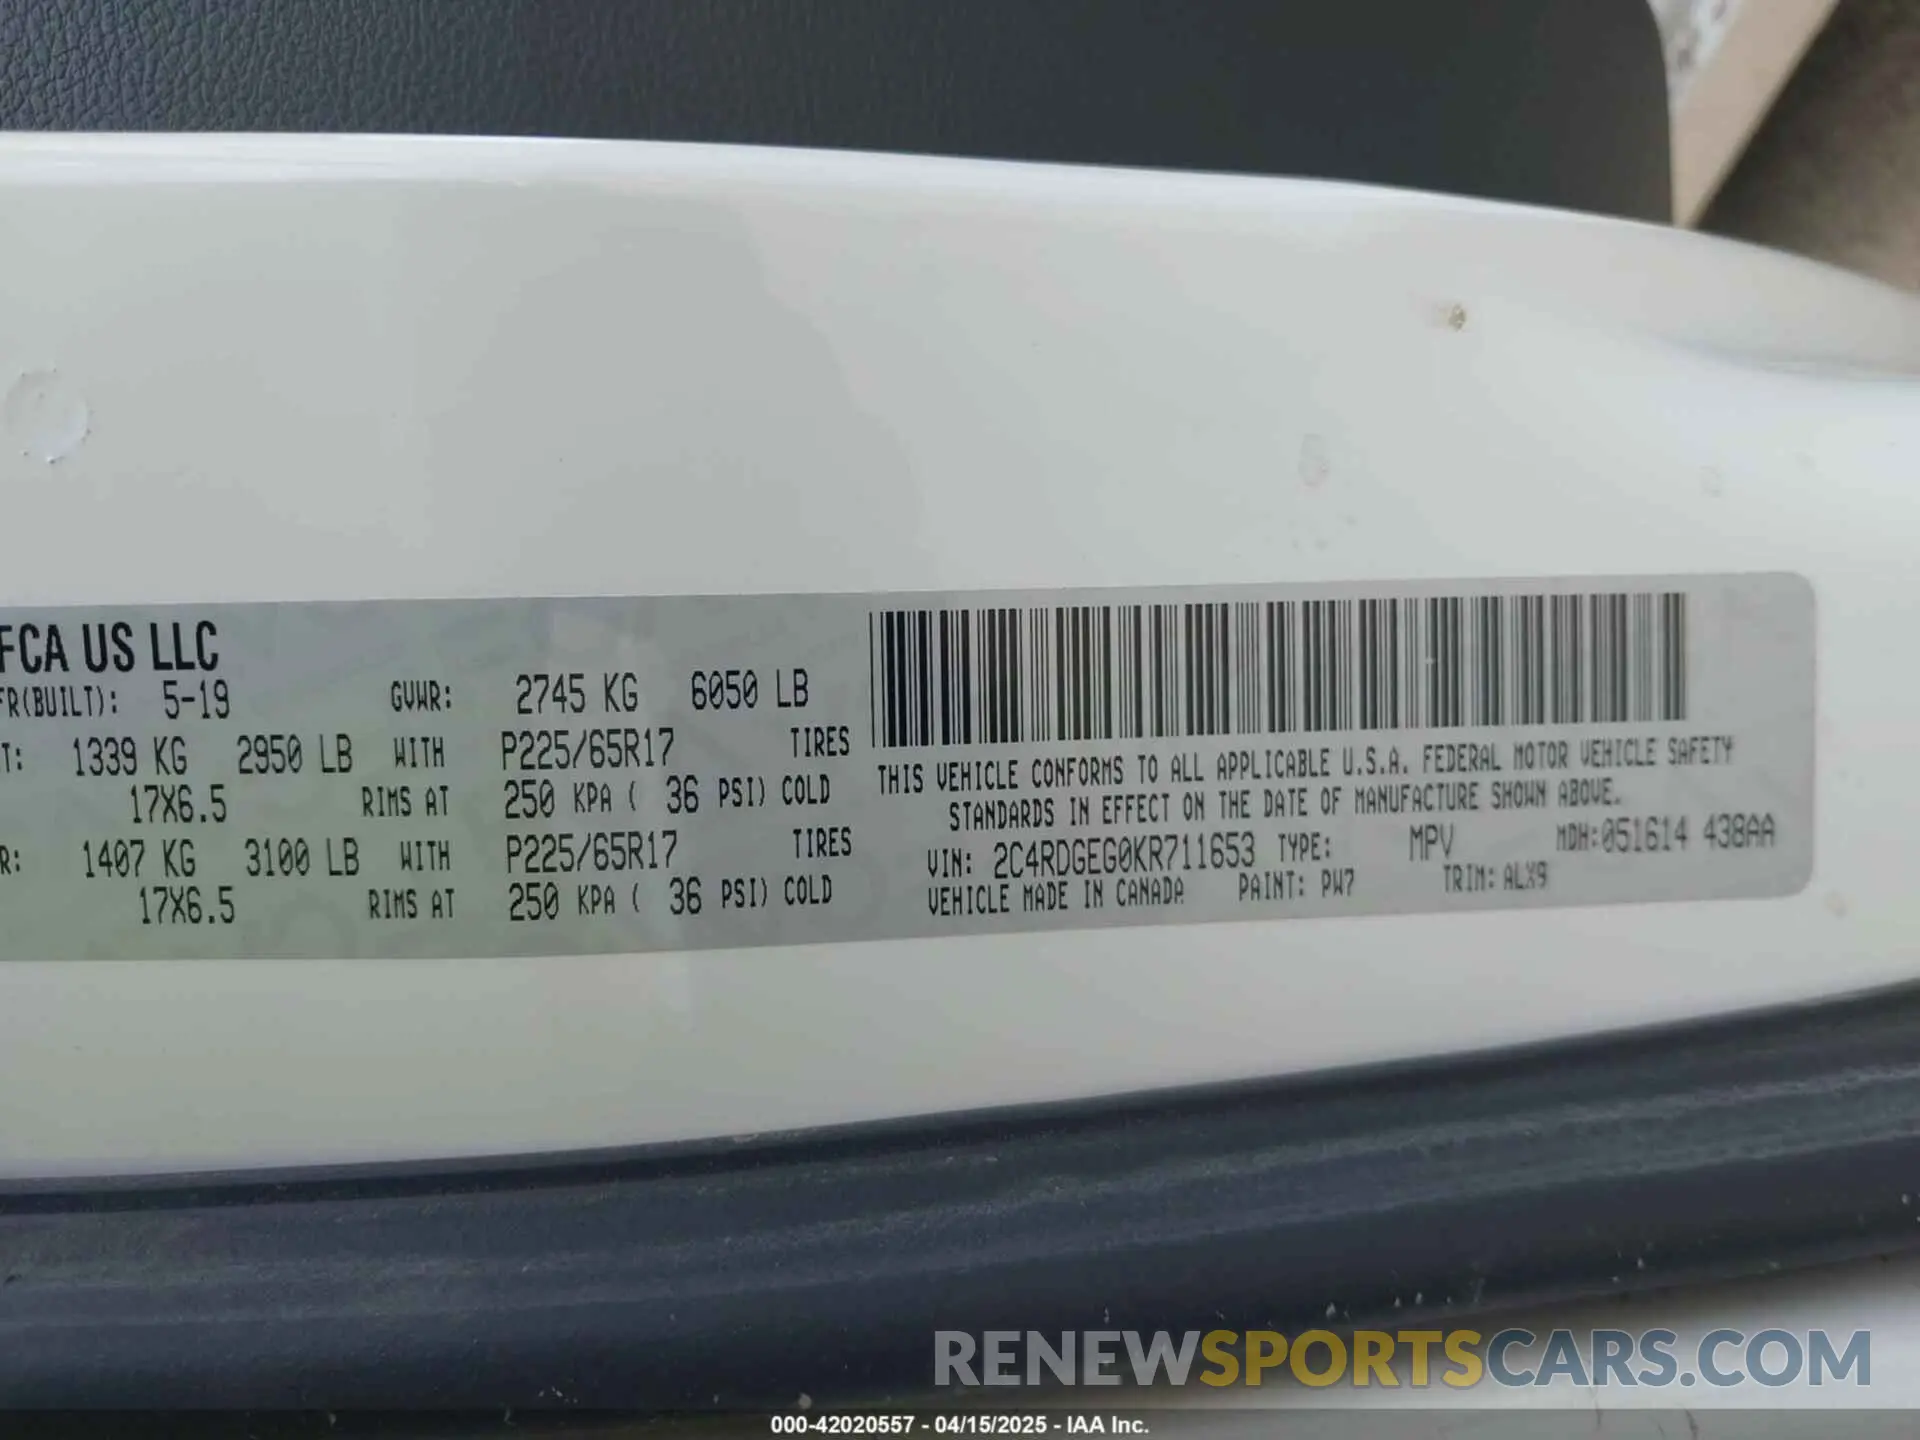 FCA US LLC
FR(BUILT): 5-19 GVWR: 2745 KG 6050 LB
T: 1339 KG 2950 LB WITH P225/65R17 TIRES
17X6.5 RIMS AT 250 KPA ( 36 PSI) COLD
R: 1407 KG 3100 LB WITH P225/65R17 TIRES
17X6.5 RIMS AT 250 KPA ( 36 PSI) COLD
THIS VEHICLE CONFORMS TO ALL APPLICABLE U.S.A. FEDERAL MOTOR VEHICLE SAFETY
STANDARDS IN EFFECT ON THE DATE OF MANUFACTURE SHOWN ABOVE.
VIN: 2C4RDGEG0KR711653 TYPE: MPV MDH:051614 438AA
VEHICLE MADE IN CANADA PAINT: PW7 TRIM: ALX9
RENEWSPORTSCARS.COM
000-42020557 - 04/15/2025 - IAA Inc.